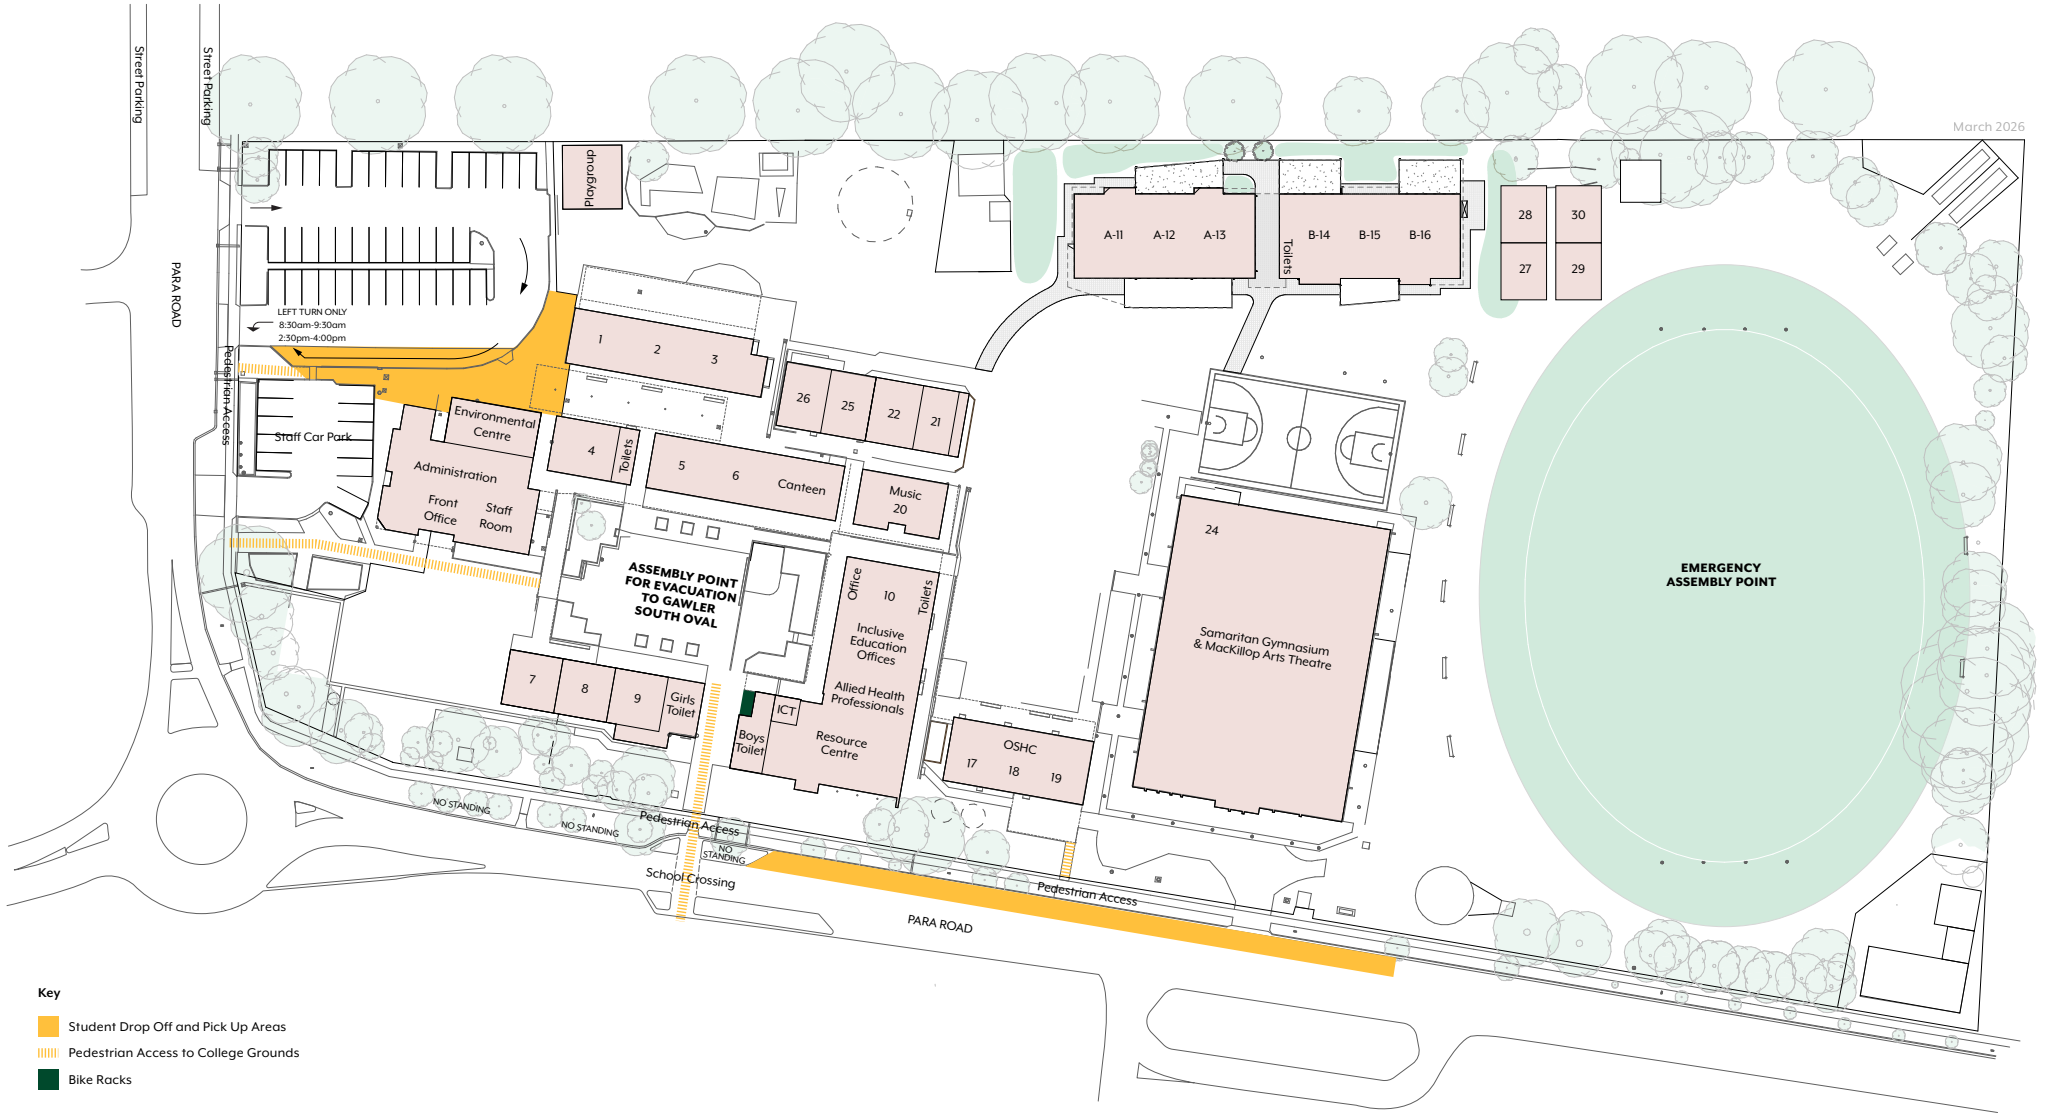 Street Parking
Street Parking
March 2026
Playgroup
PARA ROAD
LEFT TURN ONLY
8:30am-9:30am
2:30pm-4:00pm
Pedestrian Access
Staff Car Park
A-11
A-12
A-13
Toilets
B-14
B-15
B-16
28
30
27
29
1
2
3
26
25
22
21
Environmental
Centre
Administration
Front
Office
Staff
Room
4
Toilets
5
6
Canteen
Music
20
24
Samaritan Gymnasium
& MacKillop Arts Theatre
EMERGENCY
ASSEMBLY POINT
ASSEMBLY POINT
FOR EVACUATION
TO GAWLER
SOUTH OVAL
Office
10
Toilets
Inclusive
Education
Offices
Allied Health
Professionals
7
8
9
Girls
Toilet
ICT
Boys
Toilet
Resource
Centre
OSHC
17
18
19
NO STANDING
NO STANDING
Pedestrian Access
NO
STANDING
School Crossing
Pedestrian Access
PARA ROAD
Key
Student Drop Off and Pick Up Areas
Pedestrian Access to College Grounds
Bike Racks